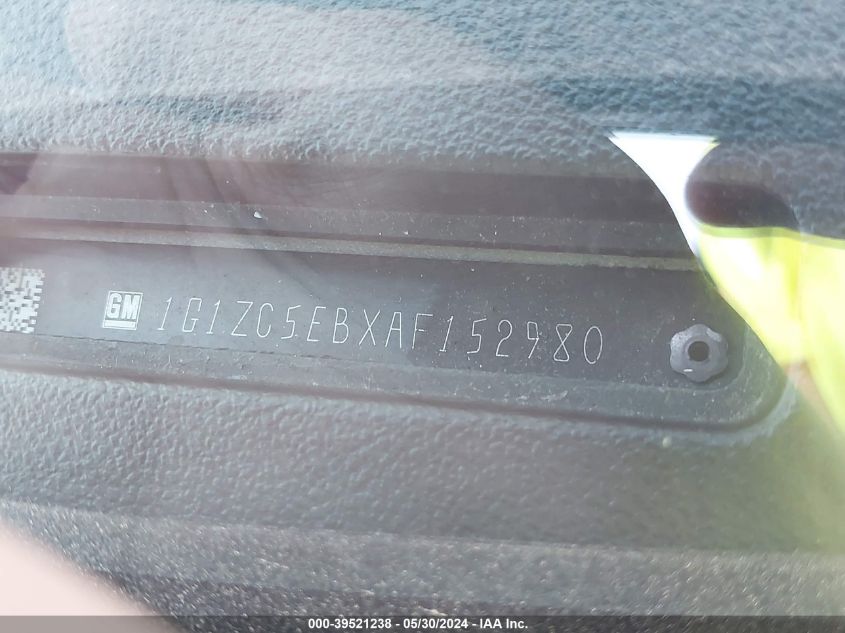 GM 1G1ZC5EBXAF152980
000-39521238 - 05/30/2024 - IAA Inc.